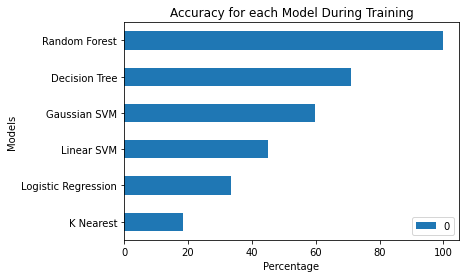 Accuracy for each Model During Training
Random Forest
Decision Tree
Gaussian SVM
Linear SVM
Logistic Regression
K Nearest
Models
0
0 20 40 60 80 100
Percentage